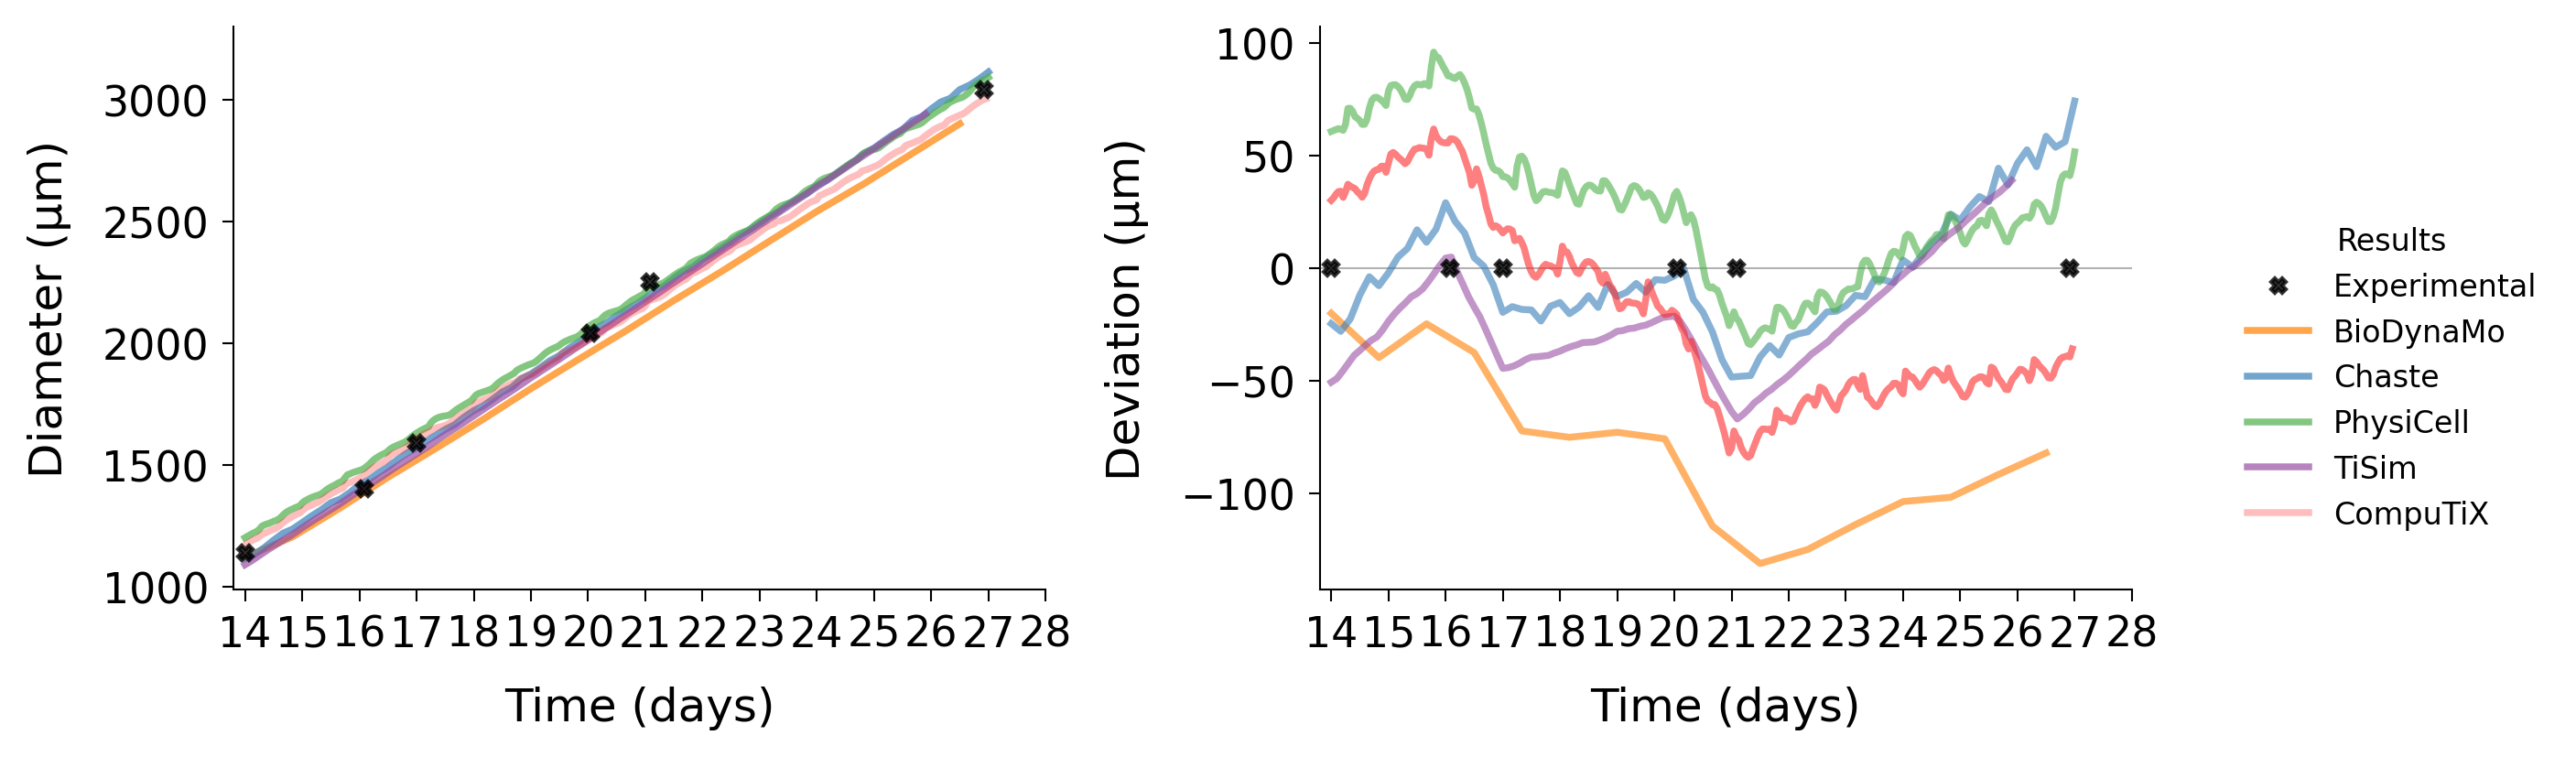 Diameter (µm)
3000
2500
2000
1500
1000
14 15 16 17 18 19 20 21 22 23 24 25 26 27 28
Time (days)
Deviation (µm)
100
50
0
−50
−100
14 15 16 17 18 19 20 21 22 23 24 25 26 27 28
Time (days)
Results
Experimental
BioDynaMo
Chaste
PhysiCell
TiSim
CompuTiX